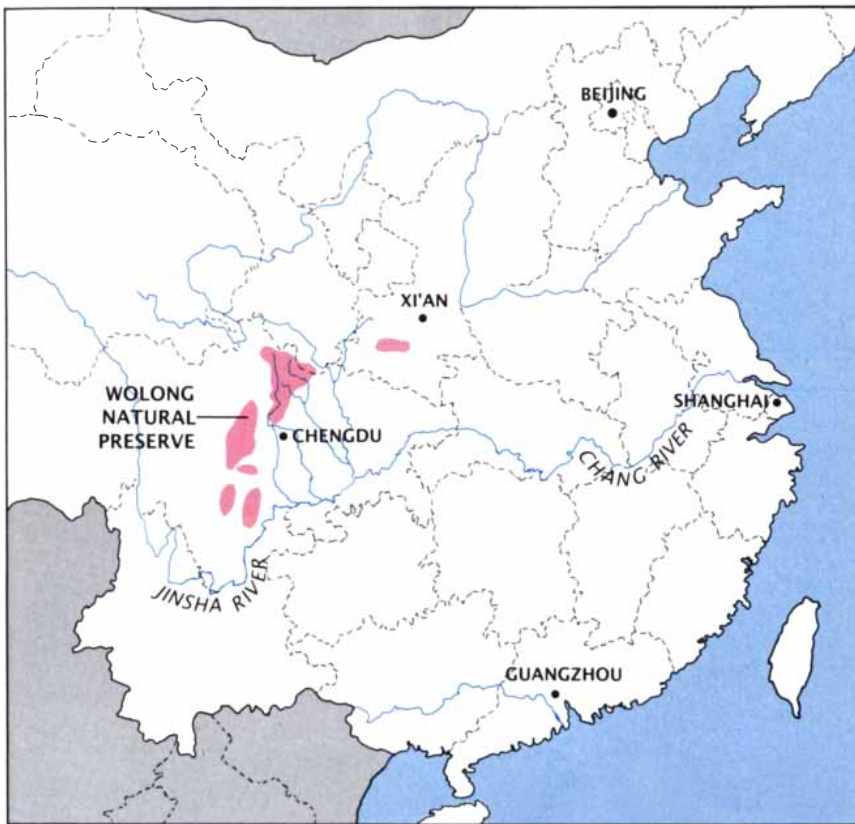 BEIJING
XI'AN
WOLONG
NATURAL
PRESERVE
SHANGHAI
CHENGDU
CHANG RIVER
JINSHA RIVER
GUANGZHOU